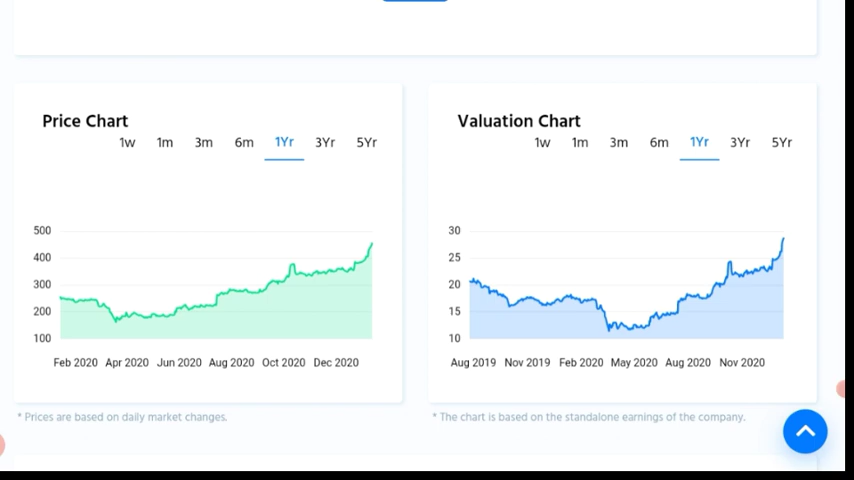 Price Chart
1w 1m 3m 6m 1Yr 3Yr 5Yr
500
400
300
200
100
Feb 2020 Apr 2020 Jun 2020 Aug 2020 Oct 2020 Dec 2020
* Prices are based on daily market changes.
Valuation Chart
1w 1m 3m 6m 1Yr 3Yr 5Yr
30
25
20
15
10
Aug 2019 Nov 2019 Feb 2020 May 2020 Aug 2020 Nov 2020
* The chart is based on the standalone earnings of the company.